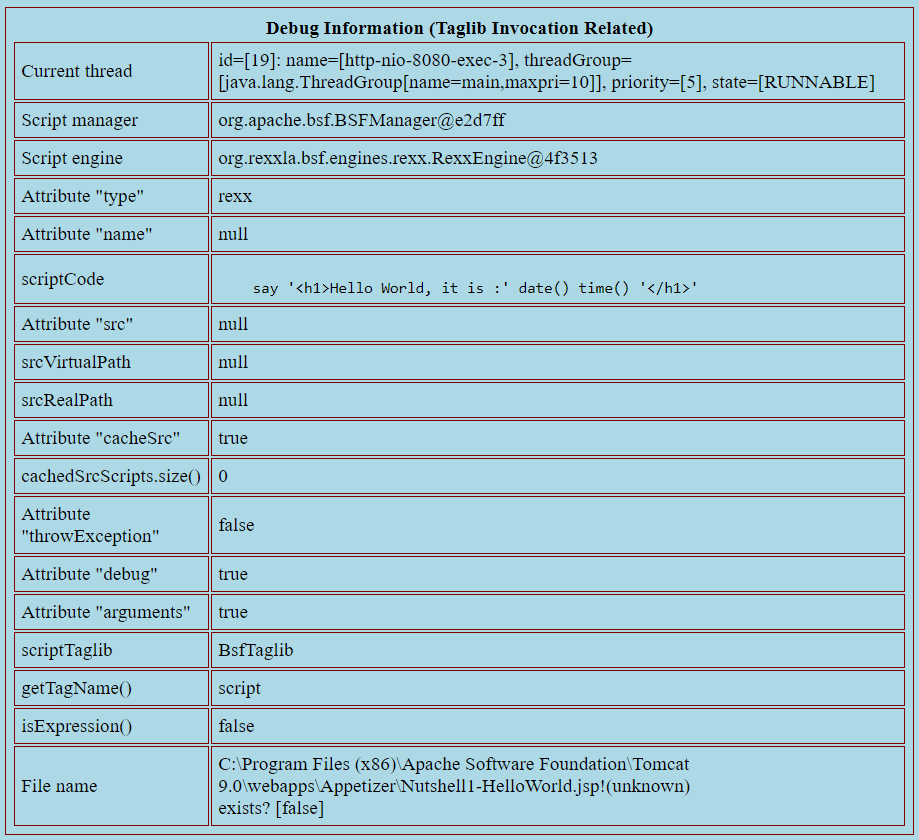 Debug Information (Taglib Invocation Related)
Current thread
id=[19]: name=[http-nio-8080-exec-3], threadGroup=
[java.lang.ThreadGroup[name=main,maxpri=10]], priority=[5], state=[RUNNABLE]
Script manager
org.apache.bsf.BSFManager@e2d7ff
Script engine
org.rexxla.bsf.engines.rexx.RexxEngine@4f3513
Attribute "type"
rexx
Attribute "name"
null
scriptCode
say '<h1>Hello World, it is :' date() time() '</h1>'
Attribute "src"
null
srcVirtualPath
null
srcRealPath
null
Attribute "cacheSrc"
true
cachedSrcScripts.size()
0
Attribute
"throwException"
false
Attribute "debug"
true
Attribute "arguments"
true
scriptTaglib
BsfTaglib
getTagName()
script
isExpression()
false
File name
C:\Program Files (x86)\Apache Software Foundation\Tomcat
9.0\webapps\Appetizer\Nutshell1-HelloWorld.jsp!(unknown)
exists? [false]